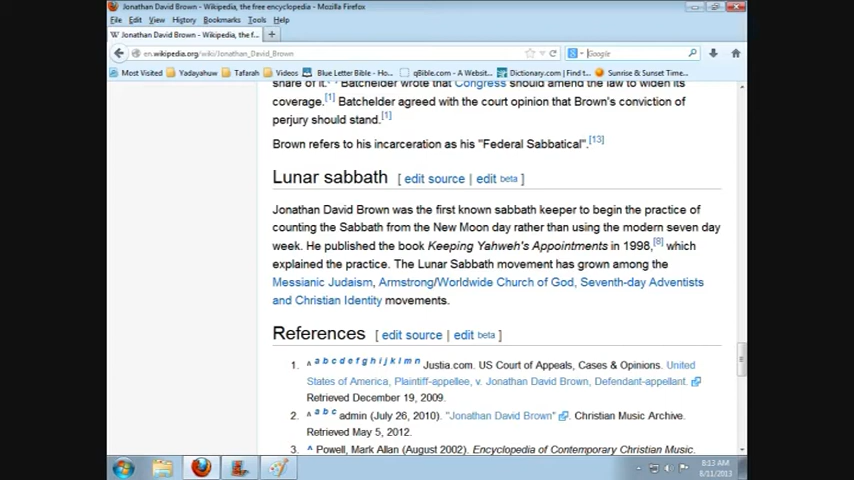 Jonathan David Brown - Wikipedia, the free encyclopedia - Mozilla Firefox
File Edit View History Bookmarks Tools Help
W Jonathan David Brown - Wikipedia, the f... +
en.wikipedia.org/wiki/Jonathan_David_Brown Google
Most Visited Yadayahuw Tafarah Videos Blue Letter Bible - Ho... qBible.com - A Websit... Dictionary.com | Find t... Sunrise & Sunset Time...
share of it. Batchelder wrote that Congress should amend the law to widen its
coverage.[1] Batchelder agreed with the court opinion that Brown's conviction of
perjury should stand.[1]
Brown refers to his incarceration as his "Federal Sabbatical".[13]
Lunar sabbath [ edit source | edit beta ]
Jonathan David Brown was the first known sabbath keeper to begin the practice of
counting the Sabbath from the New Moon day rather than using the modern seven day
week. He published the book Keeping Yahweh's Appointments in 1998,[8] which
explained the practice. The Lunar Sabbath movement has grown among the
Messianic Judaism, Armstrong/Worldwide Church of God, Seventh-day Adventists
and Christian Identity movements.
References [ edit source | edit beta ]
1. ^ a b c d e f g h i j k l m n Justia.com. US Court of Appeals, Cases & Opinions. United
States of America, Plaintiff-appellee, v. Jonathan David Brown, Defendant-appellant.
Retrieved December 19, 2009.
2. ^ a b c admin (July 26, 2010). "Jonathan David Brown". Christian Music Archive.
Retrieved May 5, 2012.
3. ^ Powell, Mark Allan (August 2002). Encyclopedia of Contemporary Christian Music.
8:13 AM
8/11/2013